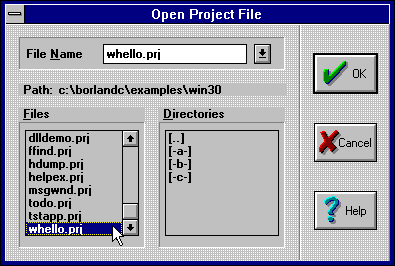 Open Project File
File Name
whello.prj
Path: c:\borlandc\examples\win30
Files
dlldemo.prj
ffind.prj
hdump.prj
helpex.prj
msgwnd.prj
todo.prj
tstapp.prj
whello.prj
Directories
[..]
[-a-]
[-b-]
[-c-]
OK
Cancel
? Help